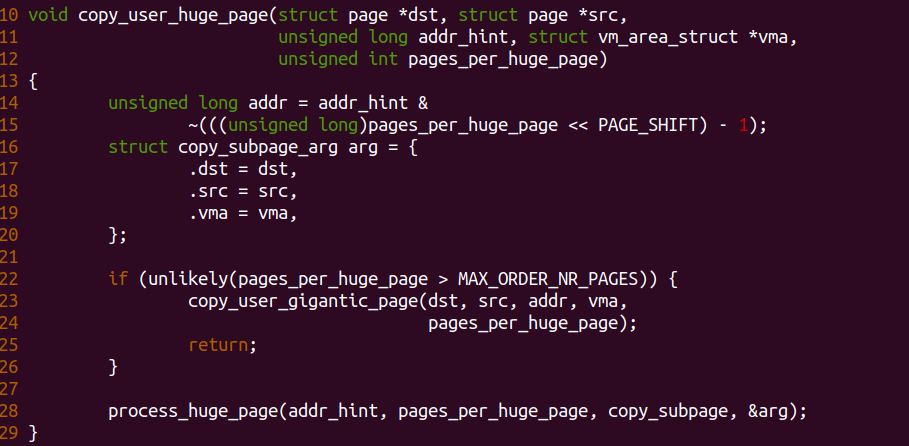 10 void copy_user_huge_page(struct page *dst, struct page *src,
11                          unsigned long addr_hint, struct vm_area_struct *vma,
12                          unsigned int pages_per_huge_page)
13 {
14         unsigned long addr = addr_hint &
15                 ~(((unsigned long)pages_per_huge_page << PAGE_SHIFT) - 1);
16         struct copy_subpage_arg arg = {
17                 .dst = dst,
18                 .src = src,
19                 .vma = vma,
20         };
21
22         if (unlikely(pages_per_huge_page > MAX_ORDER_NR_PAGES)) {
23                 copy_user_gigantic_page(dst, src, addr, vma,
24                                         pages_per_huge_page);
25                 return;
26         }
27
28         process_huge_page(addr_hint, pages_per_huge_page, copy_subpage, &arg);
29 }